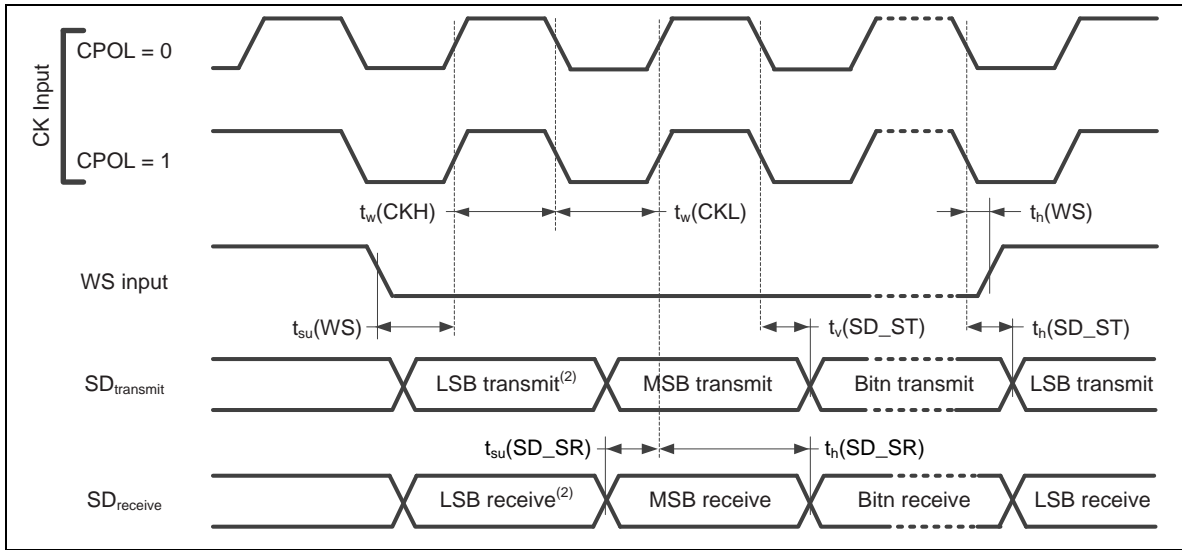 CK Input
CPOL = 0
CPOL = 1
tw(CKH)
tw(CKL)
th(WS)
WS input
tsu(WS)
tv(SD_ST)
th(SD_ST)
SDtransmit
LSB transmit(2)
MSB transmit
Bitn transmit
LSB transmit
tsu(SD_SR)
th(SD_SR)
SDreceive
LSB receive(2)
MSB receive
Bitn receive
LSB receive